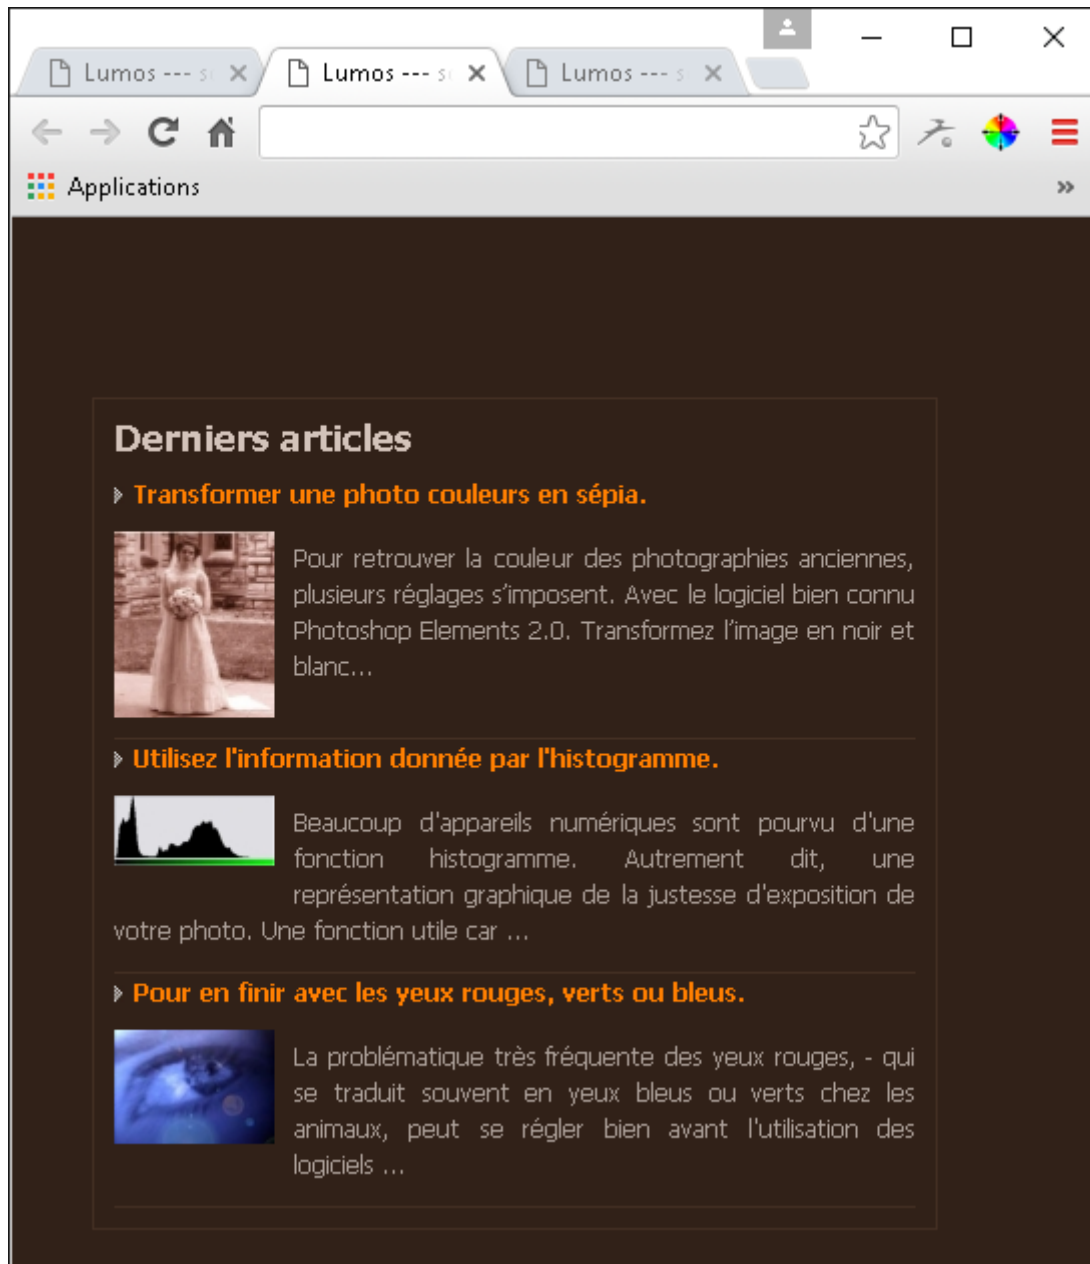 Lumos --- s
Lumos --- s
Lumos --- s
Applications
Derniers articles
Transformer une photo couleurs en sépia.
Pour retrouver la couleur des photographies anciennes,
plusieurs réglages s'imposent. Avec le logiciel bien connu
Photoshop Elements 2.0. Transformez l'image en noir et
blanc...
Utilisez l'information donnée par l'histogramme.
Beaucoup d'appareils numériques sont pourvu d'une
fonction histogramme. Autrement dit, une
représentation graphique de la justesse d'exposition de
votre photo. Une fonction utile car ...
Pour en finir avec les yeux rouges, verts ou bleus.
La problématique très fréquente des yeux rouges, - qui
se traduit souvent en yeux bleus ou verts chez les
animaux, peut se régler bien avant l'utilisation des
logiciels ...